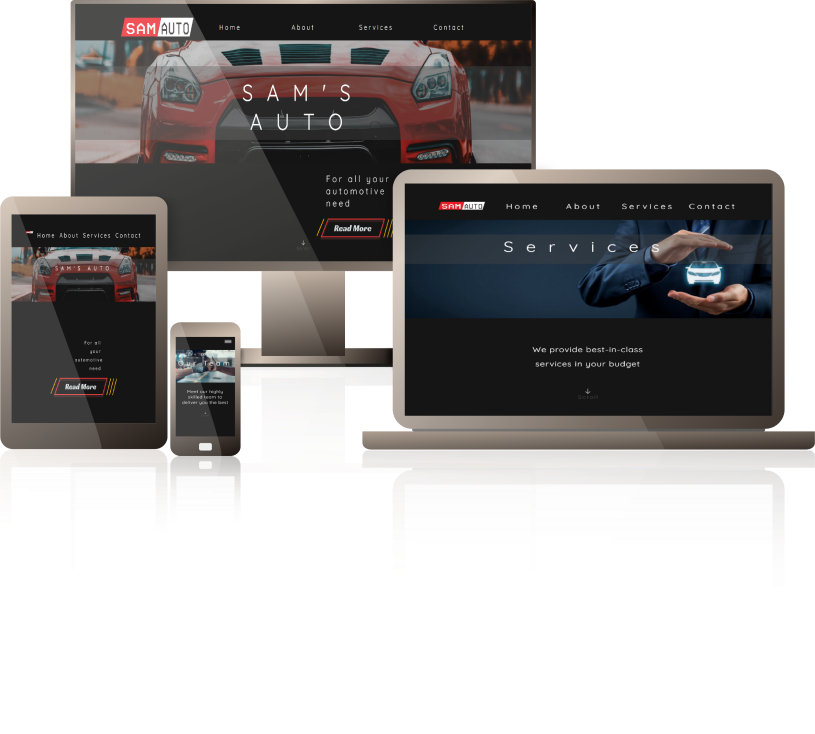 SAM AUTO Home About Services Contact
SAM'S
AUTO
For all your
automotive
need
Read More
SAM AUTO Home About Services Contact
Services
We provide best-in-class
services in your budget
Scroll
Home About Services Contact
SAM'S AUTO
For all
your
automotive
need
Read More
Our Team
Meet our highly
skilled team to
deliver you the best